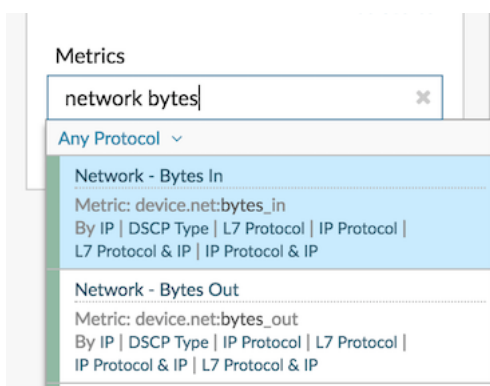 Metrics
network bytes
Any Protocol
Network - Bytes In
Metric: device.net:bytes_in
By IP | DSCP Type | L7 Protocol | IP Protocol |
L7 Protocol & IP | IP Protocol & IP
Network - Bytes Out
Metric: device.net:bytes_out
By IP | DSCP Type | IP Protocol | L7 Protocol |
IP Protocol & IP | L7 Protocol & IP